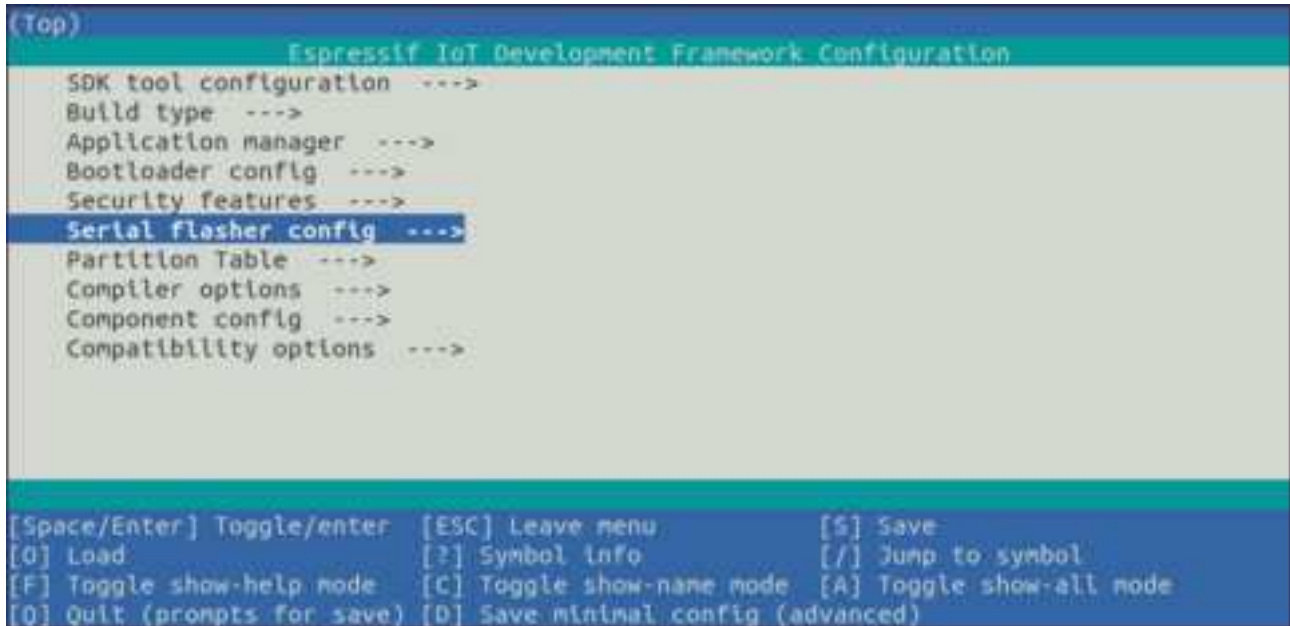 (Top)
Espressif IoT Development Framework Configuration
SDK tool configuration --->
Build type --->
Application manager --->
Bootloader config --->
Security features --->
Serial flasher config --->
Partition Table --->
Compiler options --->
Component config --->
Compatibility options --->
[Space/Enter] Toggle/enter [ESC] Leave menu [S] Save
[O] Load [?] Symbol info [/] Jump to symbol
[F] Toggle show-help mode [C] Toggle show-name mode [A] Toggle show-all mode
[Q] Quit (prompts for save) [D] Save minimal config (advanced)